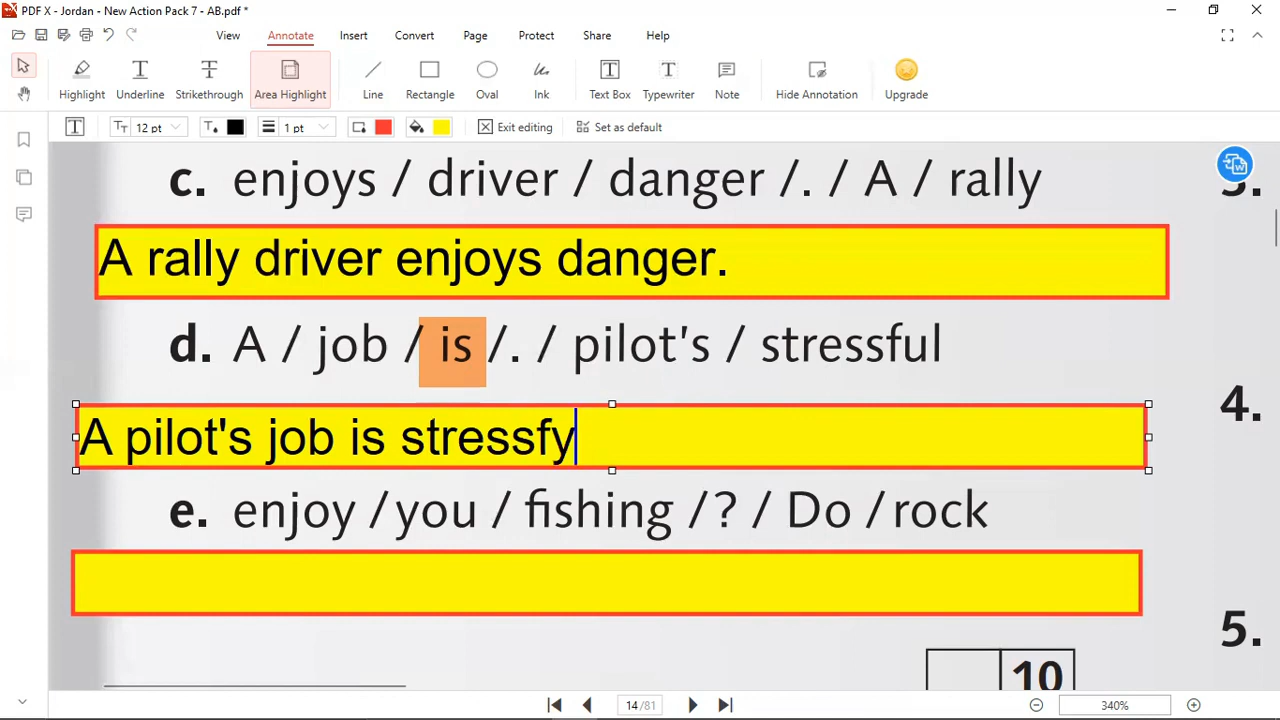 PDF X - Jordan - New Action Pack 7 - AB.pdf *
View Annotate Insert Convert Page Protect Share Help
Highlight Underline Strikethrough Area Highlight Line Rectangle Oval Ink Text Box Typewriter Note Hide Annotation Upgrade
12 pt 1 pt Exit editing Set as default
c. enjoys / driver / danger /. / A / rally
A rally driver enjoys danger.
d. A / job / is /. / pilot's / stressful
4.
A pilot's job is stressfy
e. enjoy / you / fishing /? / Do / rock
5.
10
14 /81
340%